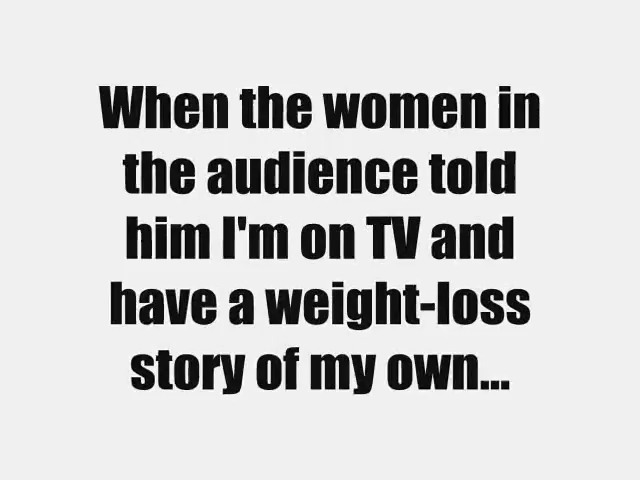 When the women in
the audience told
him I'm on TV and
have a weight-loss
story of my own...